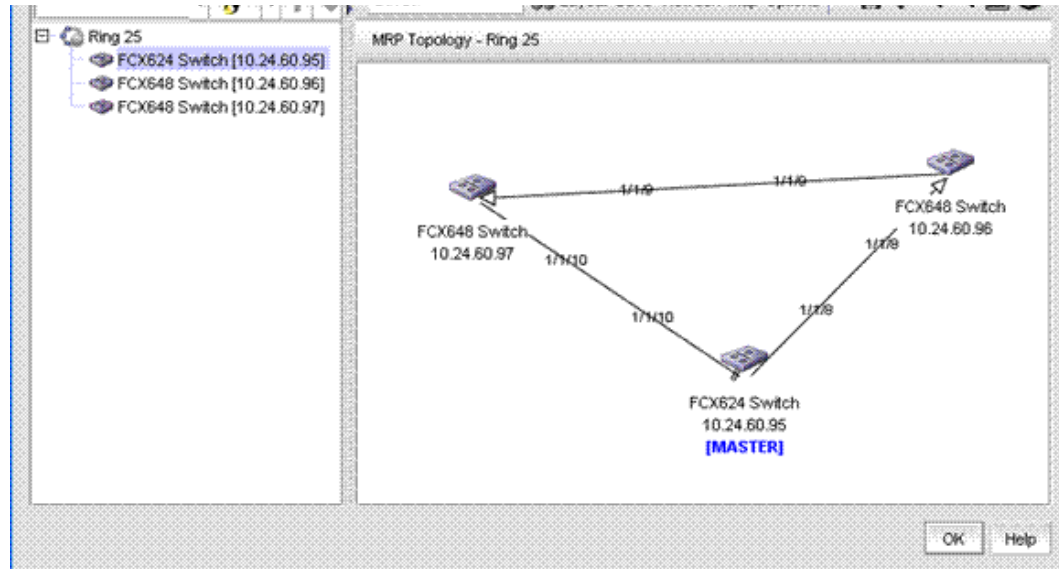 Ring 25
FCX624 Switch [10.24.60.95]
FCX648 Switch [10.24.60.96]
FCX648 Switch [10.24.60.97]
MRP Topology - Ring 25
1/1/9
1/1/9
FCX648 Switch
10.24.60.96
FCX648 Switch
10.24.60.97
1/1/8
1/1/10
1/1/8
1/1/10
FCX624 Switch
10.24.60.95
[MASTER]
OK
Help